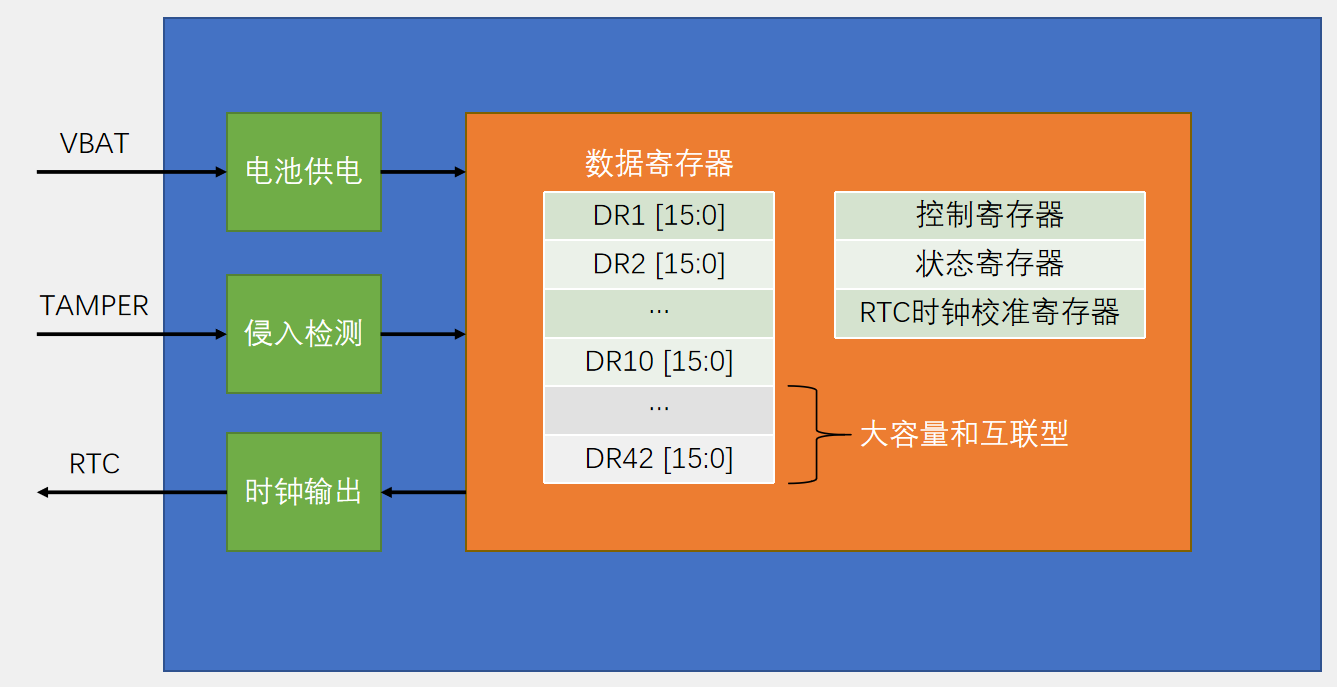 VBAT
电池供电
TAMPER
侵入检测
RTC
时钟输出
数据寄存器
DR1 [15:0]
DR2 [15:0]
...
DR10 [15:0]
...
DR42 [15:0]
控制寄存器
状态寄存器
RTC时钟校准寄存器
大容量和互联型